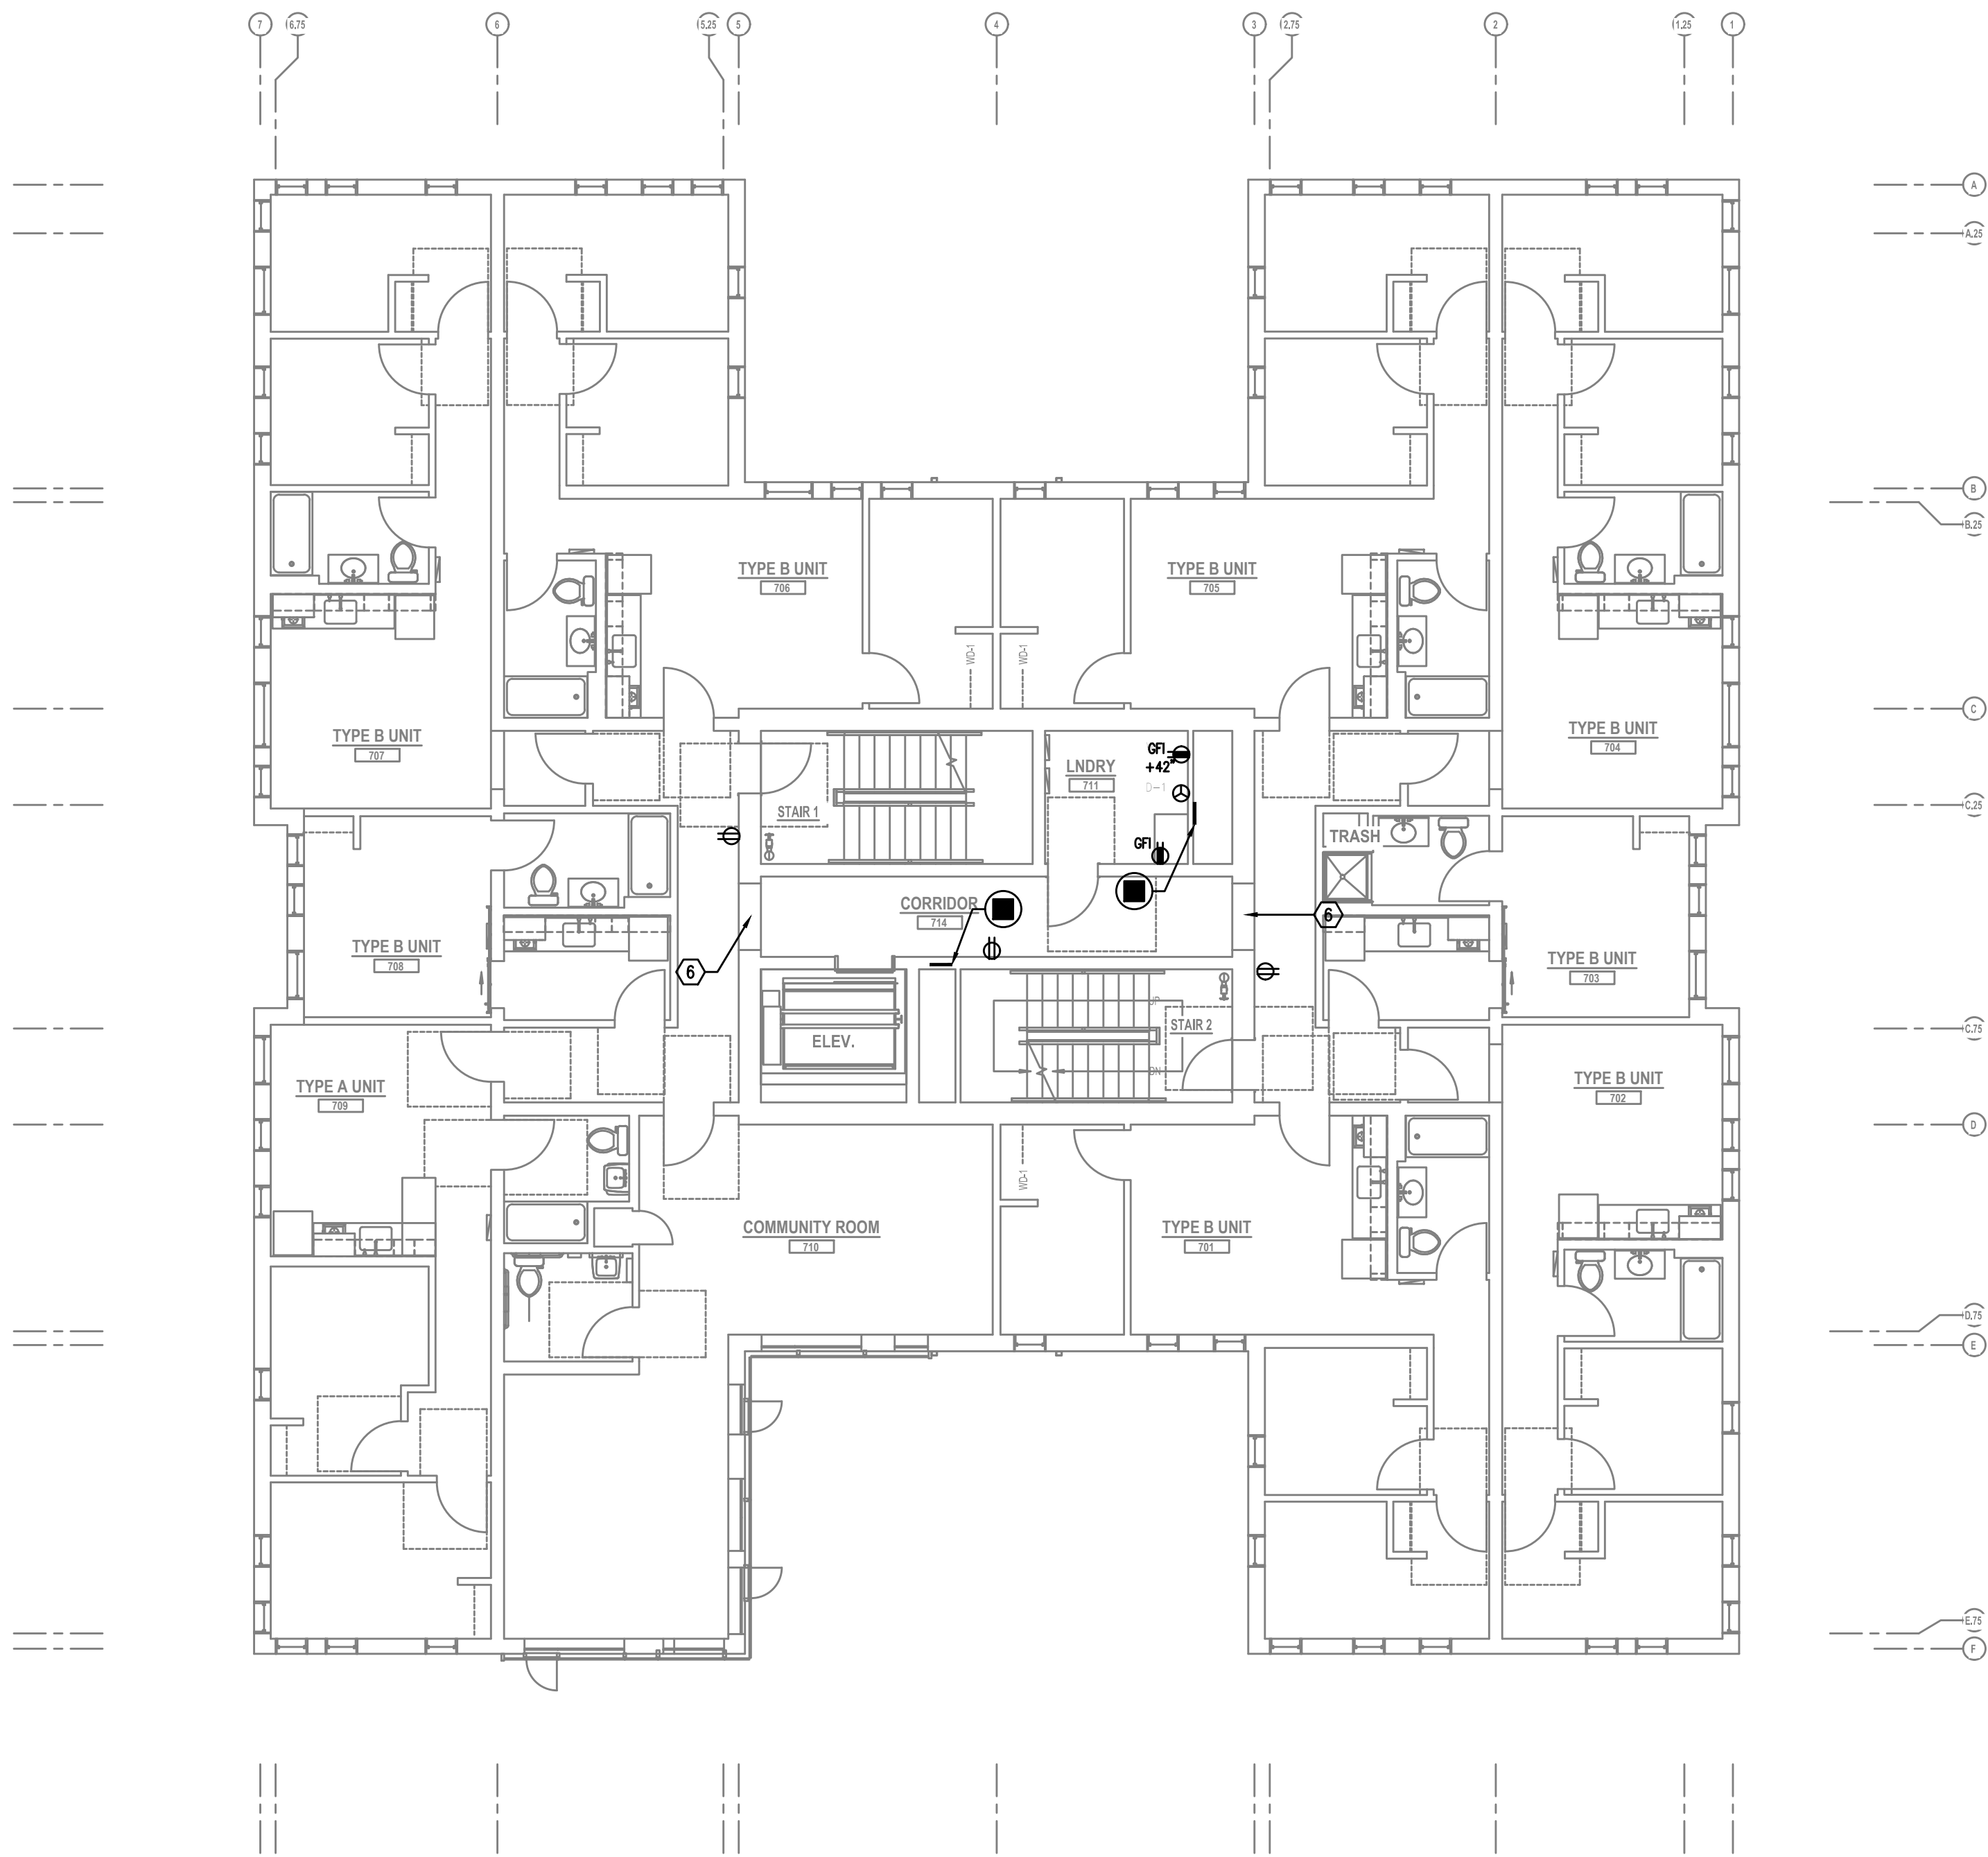 7
6.75
6
5.25
5
4
3
2.75
2
1.25
1
A
A.25
B
B.25
TYPE B UNIT
706
TYPE B UNIT
705
WD-1
WD-1
C
TYPE B UNIT
707
TYPE B UNIT
704
GFI
+42"
LNDRY
711
D-1
STAIR 1
C.25
TRASH
GFI
CORRIDOR
714
6
6
TYPE B UNIT
708
TYPE B UNIT
703
UP
STAIR 2
C.75
ELEV.
DN
TYPE A UNIT
709
TYPE B UNIT
702
D
WD-1
COMMUNITY ROOM
710
TYPE B UNIT
701
D.75
E
E.75
F